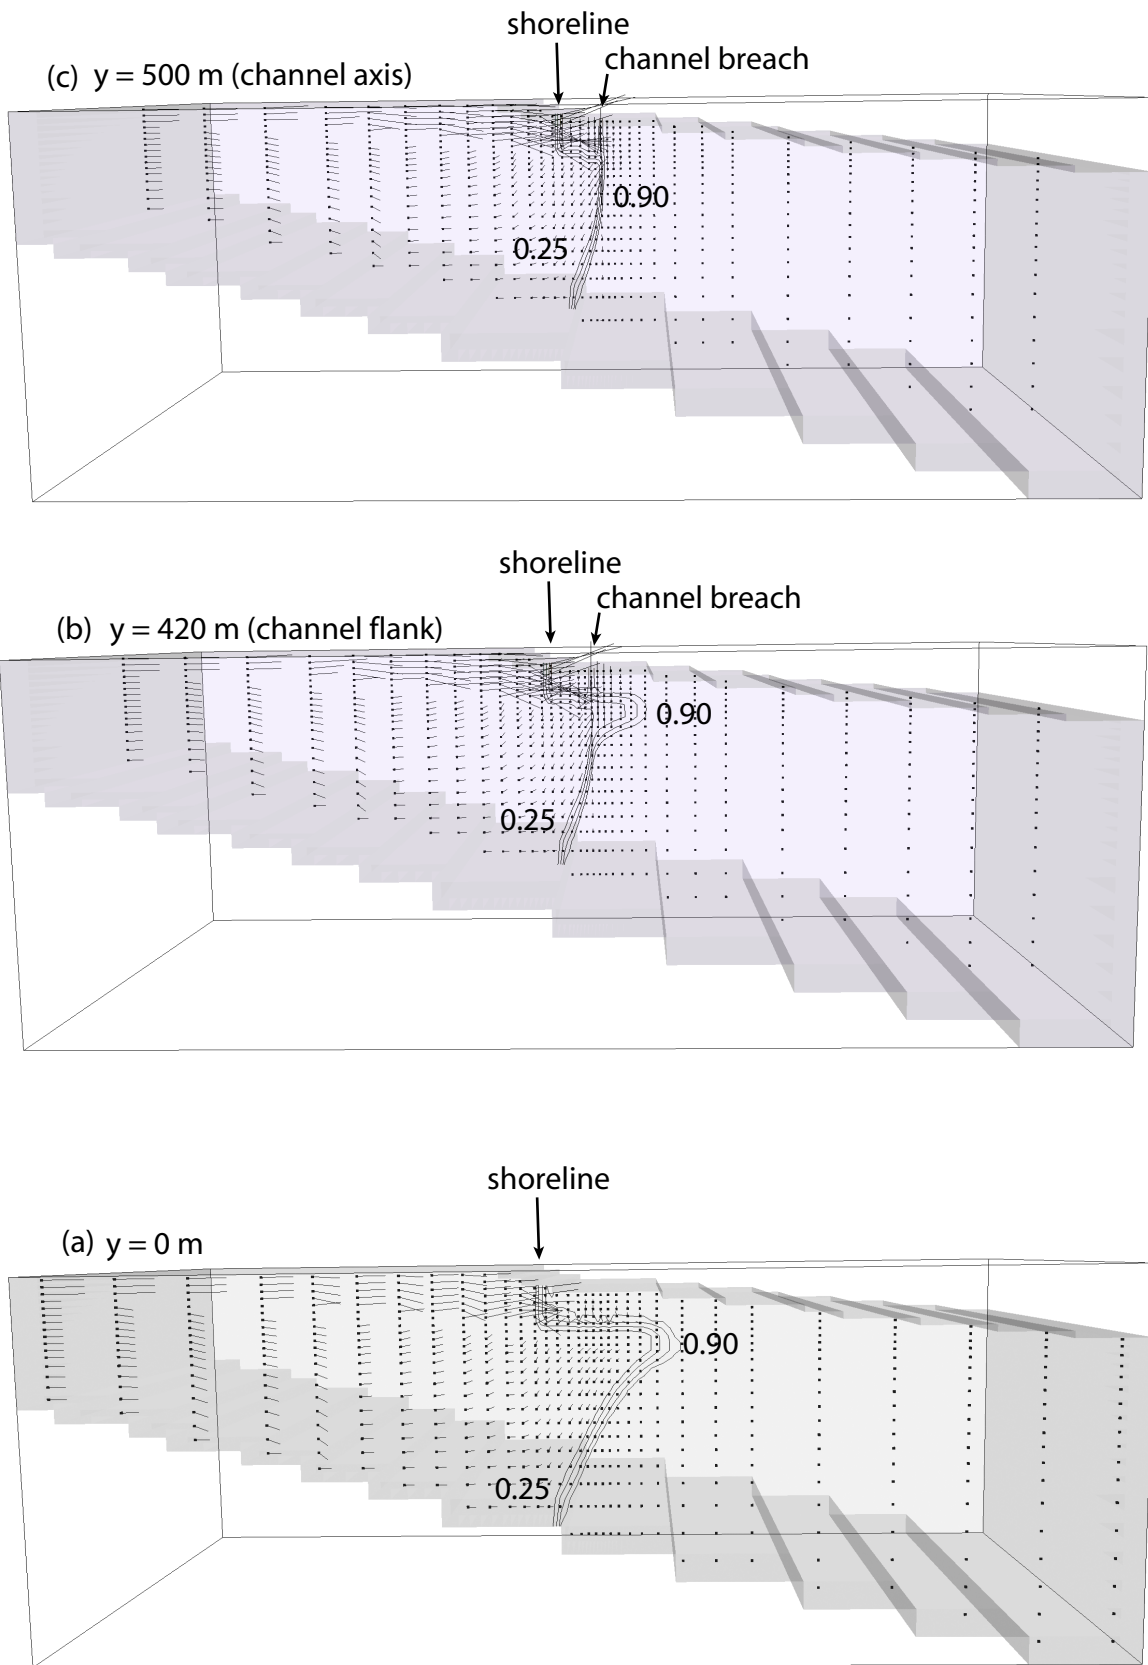 shoreline
channel breach
(c) y = 500 m (channel axis)
0.90
0.25
shoreline
channel breach
(b) y = 420 m (channel flank)
0.90
0.25
shoreline
(a) y = 0 m
0.90
0.25